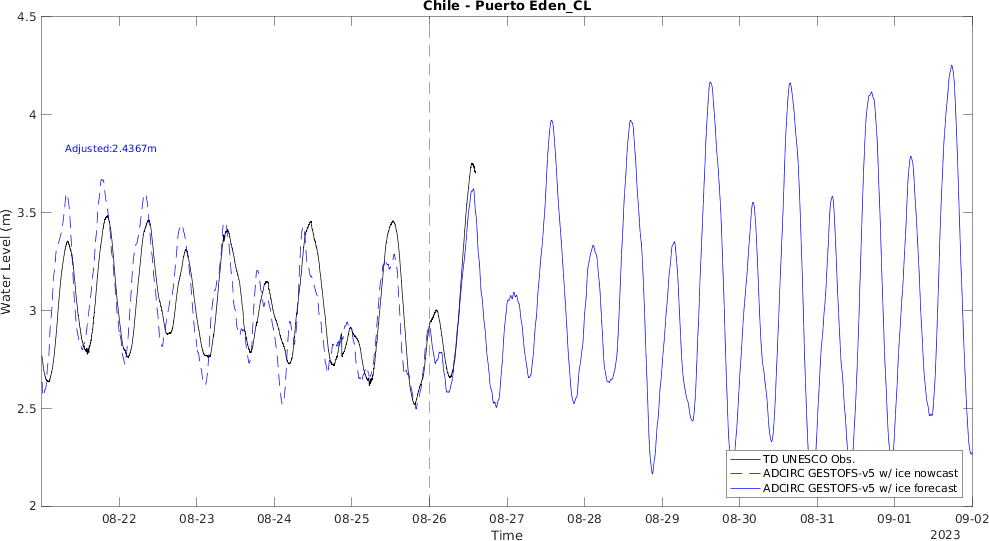 Chile - Puerto Eden_CL
4.5
4
3.5
3
2.5
2
Water Level (m)
Adjusted:2.4367m
TD UNESCO Obs.
ADCIRC GESTOFS-v5 w/ ice nowcast
ADCIRC GESTOFS-v5 w/ ice forecast
08-22 08-23 08-24 08-25 08-26 08-27 08-28 08-29 08-30 08-31 09-01 09-02
Time
2023